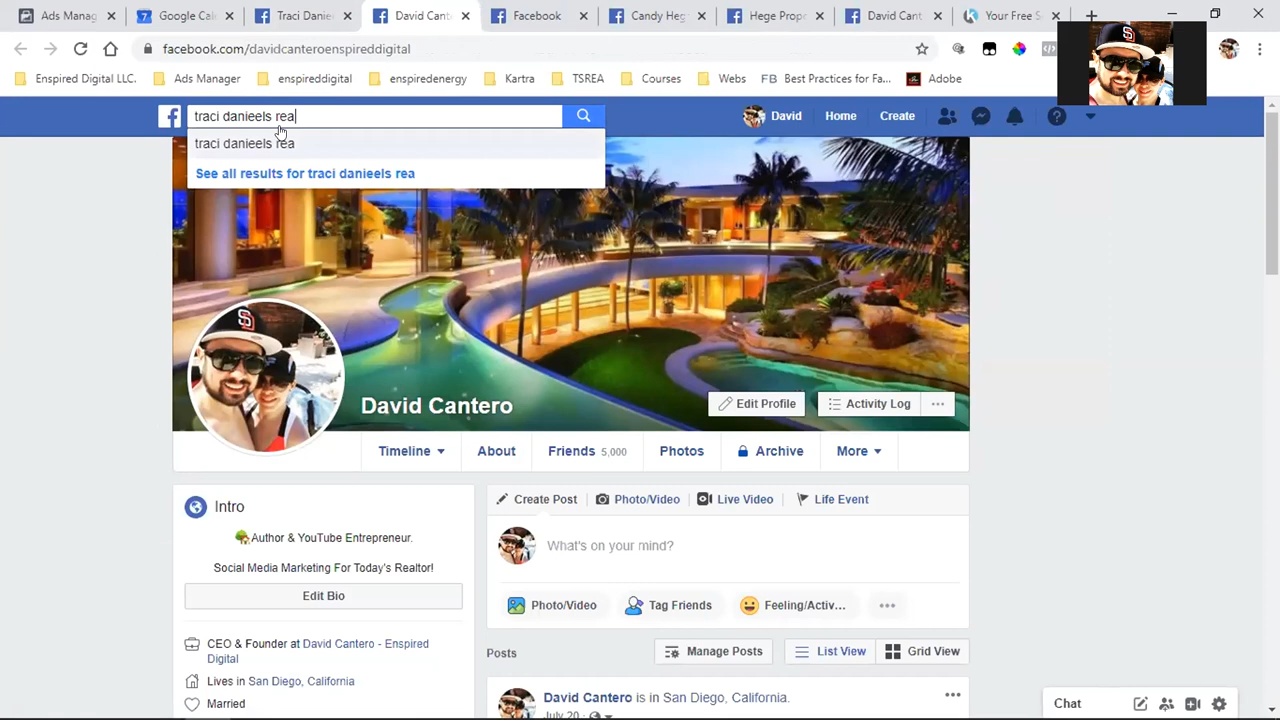 Ads Manag
7 Google Cal
Traci Daniel
David Cant
Facebook
Candy Heg
Hege Prop
David Cant
Your Free S
facebook.com/davidcanteroenspireddigital
Enspired Digital LLC.
Ads Manager
enspireddigital
enspiredenergy
Kartra
TSREA
Courses
Webs
FB Best Practices for Fa...
Adobe
traci danieels rea
David
Home
Create
traci danieels rea
See all results for traci danieels rea
S
David Cantero
Edit Profile
Activity Log
Timeline
About
Friends 5,000
Photos
Archive
More
Intro
Author & YouTube Entrepreneur.
Social Media Marketing For Today's Realtor!
Edit Bio
CEO & Founder at David Cantero - Enspired
Digital
Lives in San Diego, California
Married
Create Post
Photo/Video
Live Video
Life Event
What's on your mind?
Photo/Video
Tag Friends
Feeling/Activ...
Posts
Manage Posts
List View
Grid View
David Cantero is in San Diego, California.
July 20
Chat